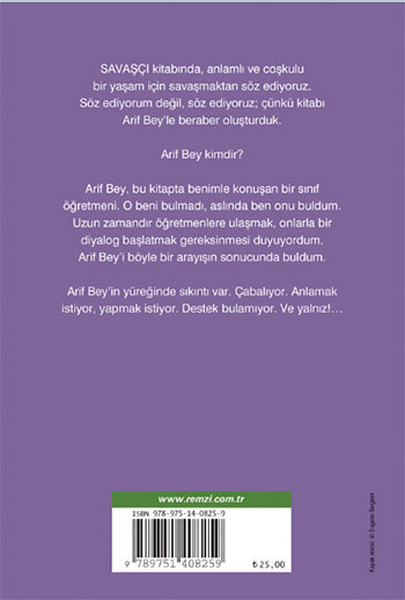 SAVAŞÇI kitabında, anlamlı ve coşkulu
bir yaşam için savaşmaktan söz ediyoruz.
Söz ediyorum değil, söz ediyoruz; çünkü kitabı
Arif Bey'le beraber oluşturduk.
Arif Bey kimdir?
Arif Bey, bu kitapta benimle konuşan bir sınıf
öğretmeni. O beni bulmadı, aslında ben onu buldum.
Uzun zamandır öğretmenlere ulaşmak, onlarla bir
diyalog başlatmak gereksinmesi duyuyordum.
Arif Bey'i böyle bir arayışın sonucunda buldum.
Arif Bey'in yüreğinde sıkıntı var. Çabalıyor. Anlamak
istiyor, yapmak istiyor. Destek bulamıyor. Ve yalnız!...
www.remzi.com.tr
ISBN 978-975-14-0825-9
9 789751 408259
₺25,00
Kapak resmi: © Eugene Sergeev